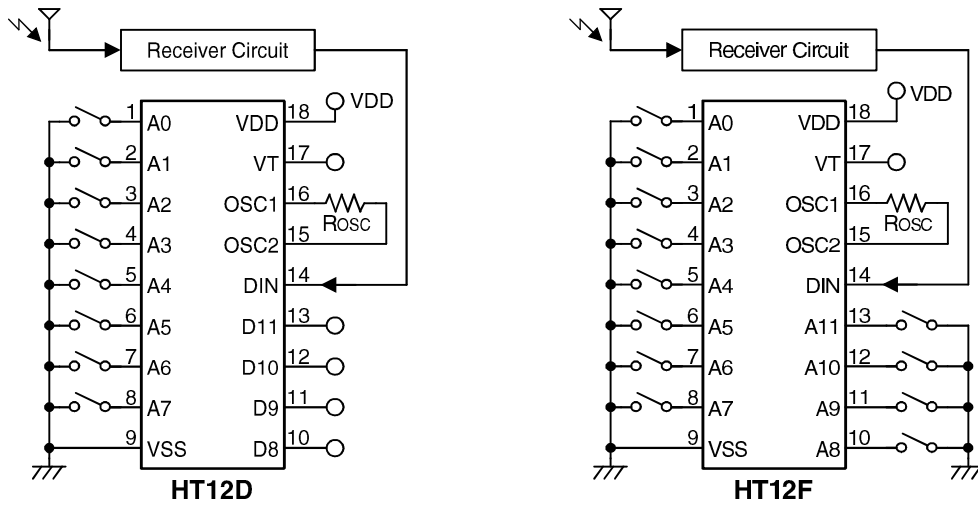 Receiver Circuit
VDD
1 A0 VDD 18
2 A1 VT 17
3 A2 OSC1 16
ROSC
4 A3 OSC2 15
5 A4 DIN 14
6 A5 D11 13
7 A6 D10 12
8 A7 D9 11
9 VSS D8 10
HT12D
Receiver Circuit
VDD
1 A0 VDD 18
2 A1 VT 17
3 A2 OSC1 16
ROSC
4 A3 OSC2 15
5 A4 DIN 14
6 A5 A11 13
7 A6 A10 12
8 A7 A9 11
9 VSS A8 10
HT12F